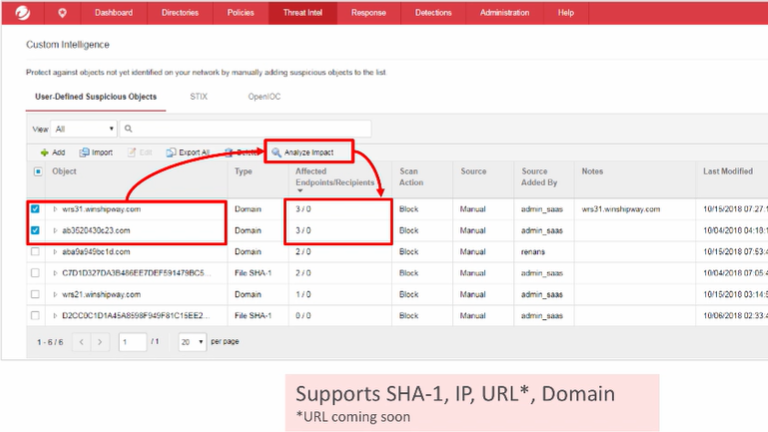 Dashboard Directories Policies Threat Intel Response Detections Administration Help
Custom Intelligence
Protect against objects not yet identified on your network by manually adding suspicious objects to the list.
User-Defined Suspicious Objects STIX OpenIOC
View All
Add Import Edit Export All Delete Analyze Impact
Object Type Affected Scan Source Source Notes Last Modified
Endpoints/Recipients Action Added By
wrs31.winshipway.com Domain 3 / 0 Block Manual admin_saas wrs31.winshipway.com 10/15/2018 07:27:1
ab3520430c23.com Domain 3 / 0 Block Manual admin_saas 10/04/2018 04:18:1
aba9a949bc1d.com Domain 2 / 0 Block Manual renans 10/15/2018 07:53:4
C7D1D327DA3B486EE7DEF591479BC5... File SHA-1 2 / 0 Block Manual admin_saas 10/04/2018 07:05:4
wrs21.winshipway.com Domain 1 / 0 Block Manual admin_saas 10/15/2018 03:14:5
D2CC0C1D1A45A8598F949F81C15EE2... File SHA-1 0 / 0 Block Manual admin_saas 10/06/2018 02:33:4
1 - 6 / 6 1 / 1 20 per page
Supports SHA-1, IP, URL*, Domain
*URL coming soon